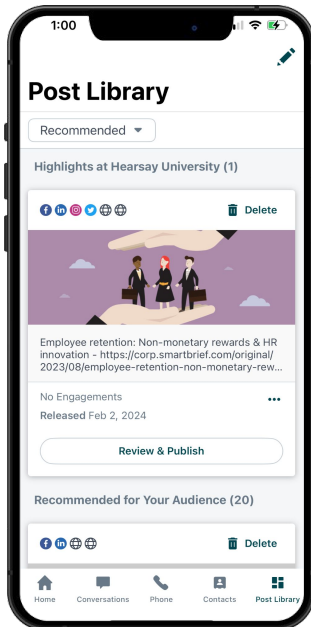 1:00
Post Library
Recommended
Highlights at Hearsay University (1)
Delete
Employee retention: Non-monetary rewards & HR
innovation - https://corp.smartbrief.com/original/
2023/08/employee-retention-non-monetary-rew...
No Engagements
Released Feb 2, 2024
Review & Publish
Recommended for Your Audience (20)
Delete
Home Conversations Phone Contacts Post Library